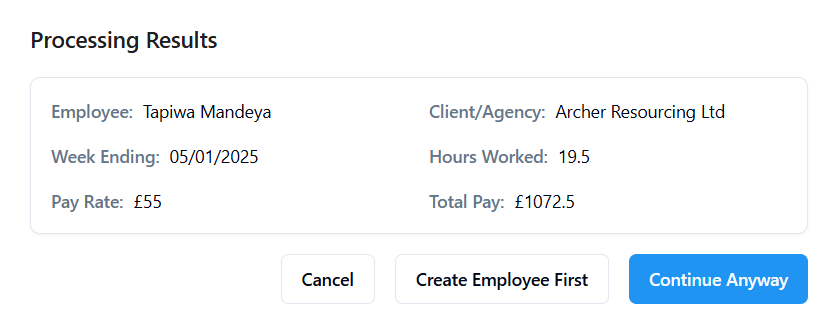 Processing Results
Employee: Tapiwa Mandeya Client/Agency: Archer Resourcing Ltd
Week Ending: 05/01/2025 Hours Worked: 19.5
Pay Rate: £55 Total Pay: £1072.5
Cancel Create Employee First Continue Anyway